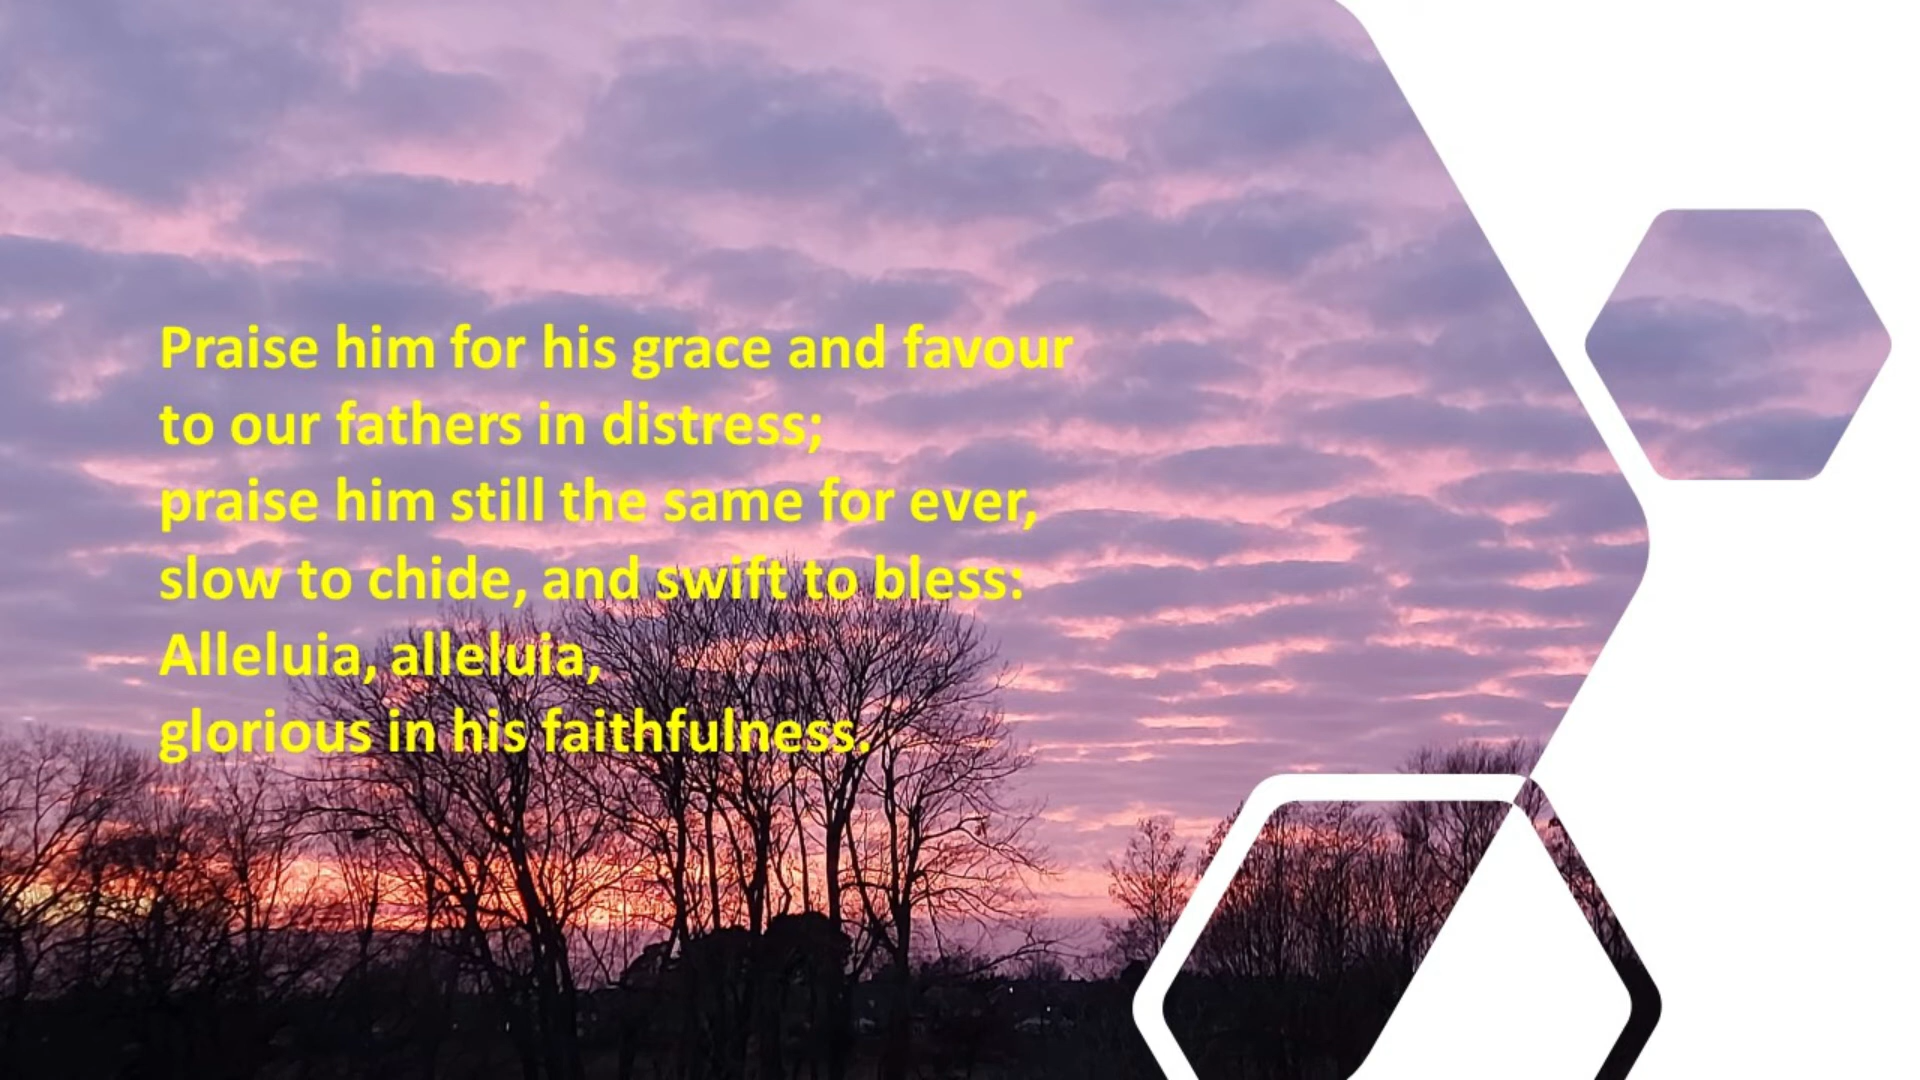 Praise him for his grace and favour
to our fathers in distress;
praise him still the same for ever,
slow to chide, and swift to bless:
Alleluia, alleluia,
glorious in his faithfulness.